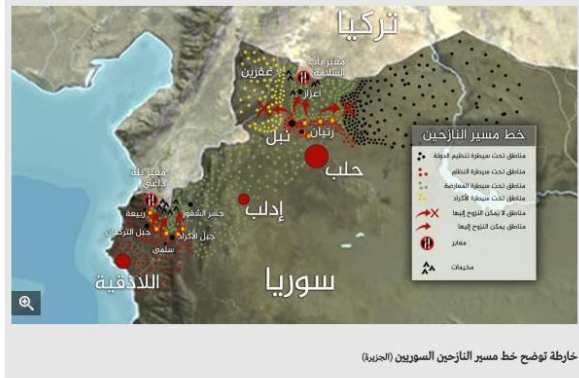 تركيا
معبر باب
السلامة
عفرين
اعزاز
نبل
رتيان
حلب
إدلب
معبر يلة
داغي
ربيعة
جسر الشغور
جبل التركمان
جبل الأكراد
سلمى
اللاذقية
سوريا
خط مسير النازحين
مناطق تحت سيطرة تنظيم الدولة
مناطق تحت سيطرة النظام
مناطق تحت سيطرة المعارضة
مناطق تحت سيطرة الأكراد
مناطق لا يمكن النزوح إليها
مناطق يمكن النزوح إليها
معابر
مخيمات
خارطة توضح خط مسير النازحين السوريين (الجزيرة)